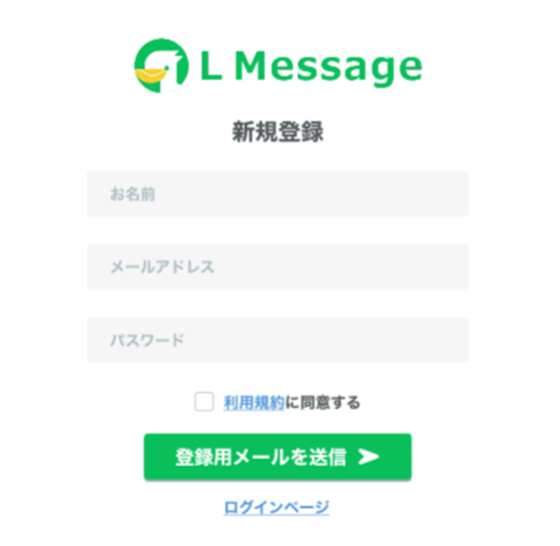 L Message
新規登録
お名前
メールアドレス
パスワード
利用規約に同意する
登録用メールを送信
ログインページ